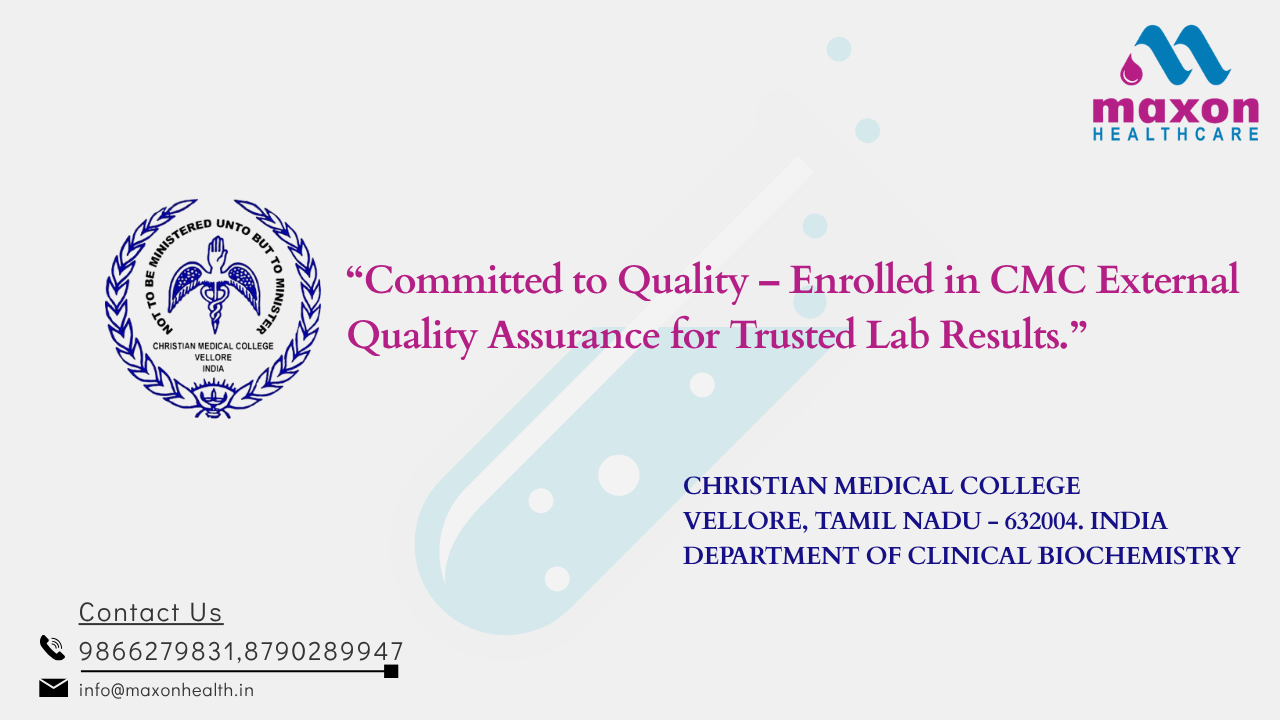 maxon
HEALTHCARE
NOT TO BE MINISTERED UNTO BUT TO MINISTER
CHRISTIAN MEDICAL COLLEGE
VELLORE
INDIA
“Committed to Quality – Enrolled in CMC External
Quality Assurance for Trusted Lab Results.”
CHRISTIAN MEDICAL COLLEGE
VELLORE, TAMIL NADU - 632004. INDIA
DEPARTMENT OF CLINICAL BIOCHEMISTRY
Contact Us
9866279831,8790289947
info@maxonhealth.in